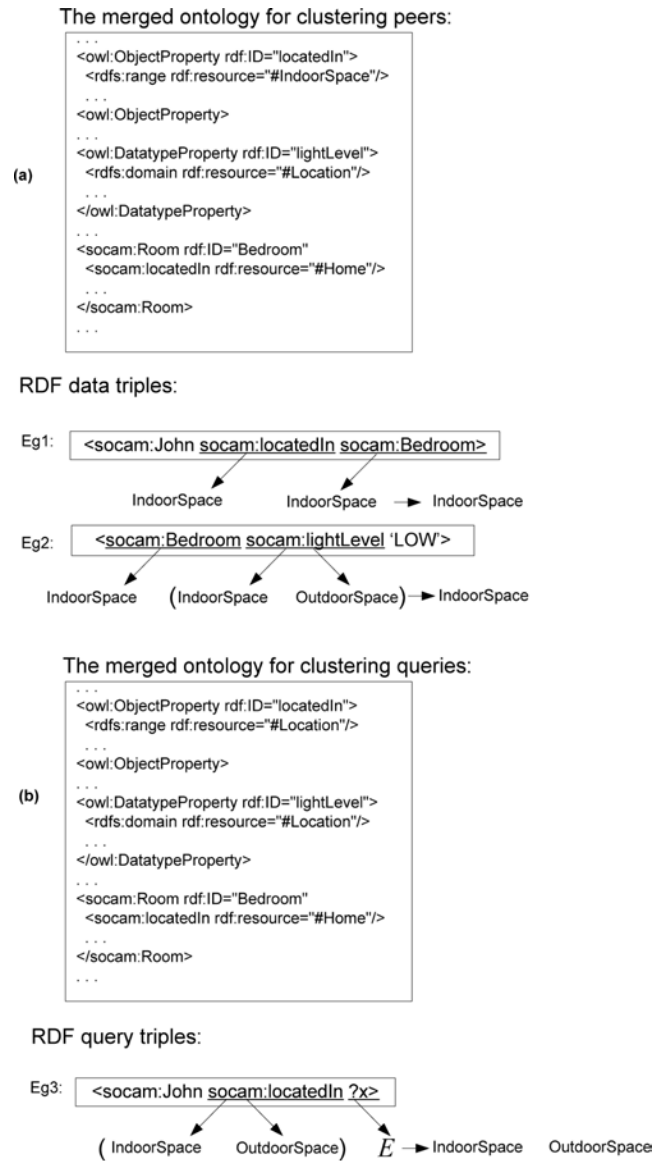 The merged ontology for clustering peers:
. . .
<owl:ObjectProperty rdf:ID="locatedIn">
<rdfs:range rdf:resource="#IndoorSpace"/>
. . .
<owl:ObjectProperty>
. . .
<owl:DatatypeProperty rdf:ID="lightLevel">
(a)
<rdfs:domain rdf:resource="#Location"/>
. . .
</owl:DatatypeProperty>
. . .
<socam:Room rdf:ID="Bedroom"
<socam:locatedIn rdf:resource="#Home"/>
. . .
</socam:Room>
. . .
RDF data triples:
Eg1: <socam:John socam:locatedIn socam:Bedroom>
IndoorSpace IndoorSpace → IndoorSpace
Eg2: <socam:Bedroom socam:lightLevel ‘LOW’>
IndoorSpace (IndoorSpace OutdoorSpace) → IndoorSpace
The merged ontology for clustering queries:
. . .
<owl:ObjectProperty rdf:ID="locatedIn">
<rdfs:range rdf:resource="#Location"/>
. . .
<owl:ObjectProperty>
. . .
(b)
<owl:DatatypeProperty rdf:ID="lightLevel">
<rdfs:domain rdf:resource="#Location"/>
. . .
</owl:DatatypeProperty>
. . .
<socam:Room rdf:ID="Bedroom"
<socam:locatedIn rdf:resource="#Home"/>
. . .
</socam:Room>
. . .
RDF query triples:
Eg3: <socam:John socam:locatedIn ?x>
( IndoorSpace OutdoorSpace) E → IndoorSpace OutdoorSpace